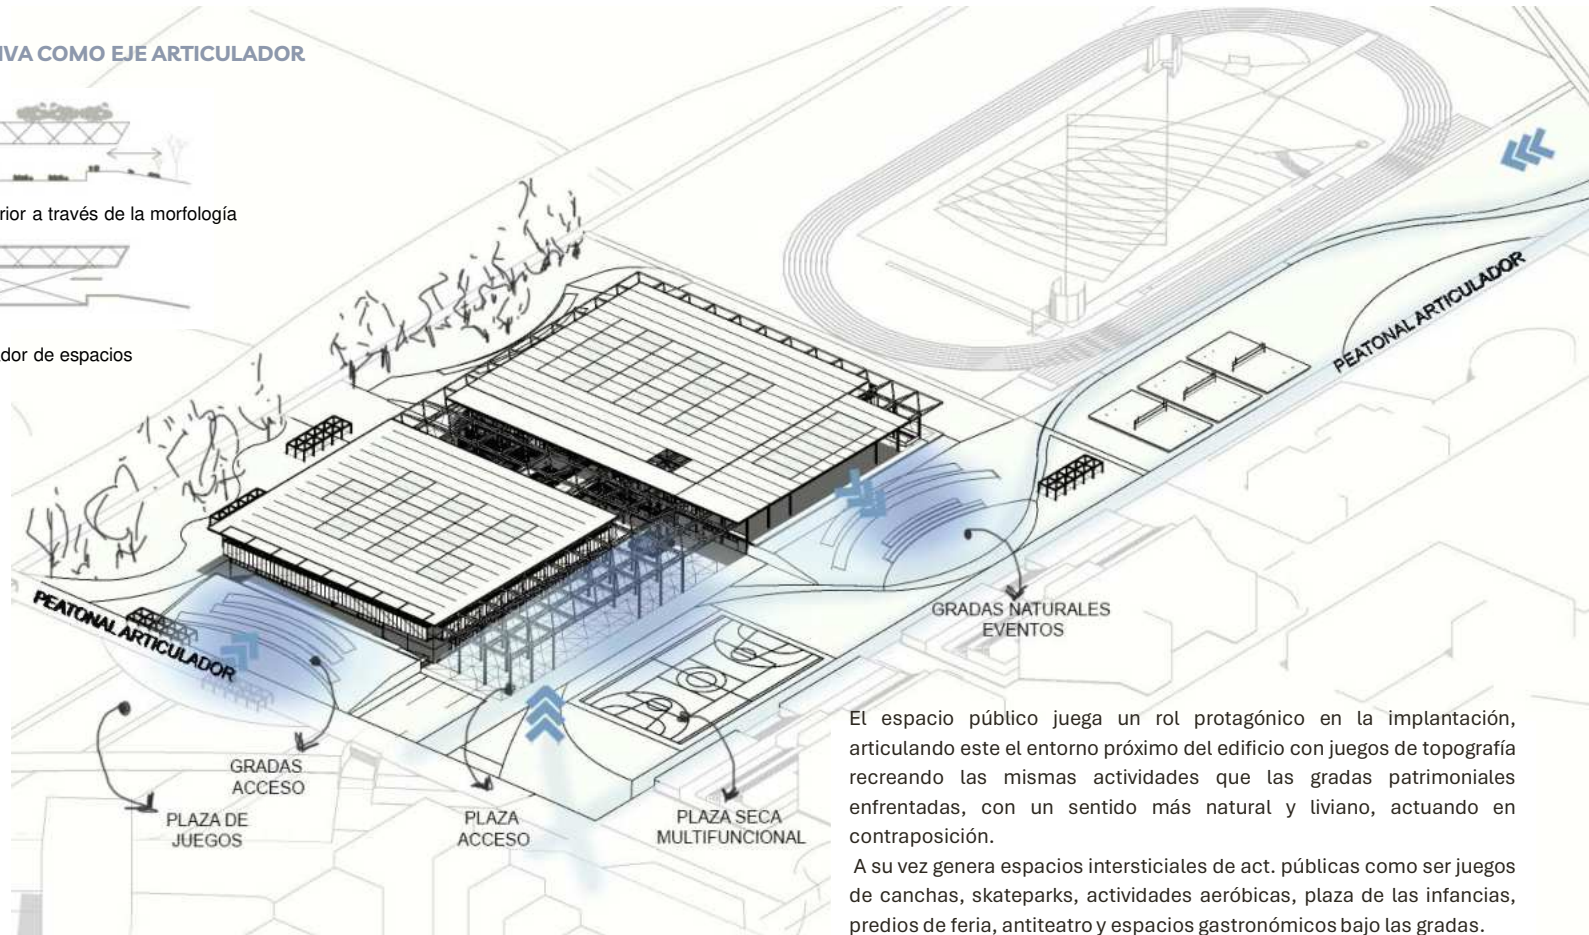 IVA COMO EJE ARTICULADOR
rior a través de la morfología
ador de espacios
PEATONAL ARTICULADOR
PEATONAL ARTICULADOR
GRADAS NATURALES
EVENTOS
GRADAS
ACCESO
PLAZA DE
JUEGOS
PLAZA
ACCESO
PLAZA SECA
MULTIFUNCIONAL
El espacio público juega un rol protagónico en la implantación,
articulando este el entorno próximo del edificio con juegos de topografía
recreando las mismas actividades que las gradas patrimoniales
enfrentadas, con un sentido más natural y liviano, actuando en
contraposición.
A su vez genera espacios intersticiales de act. públicas como ser juegos
de canchas, skateparks, actividades aeróbicas, plaza de las infancias,
predios de feria, antiteatro y espacios gastronómicos bajo las gradas.